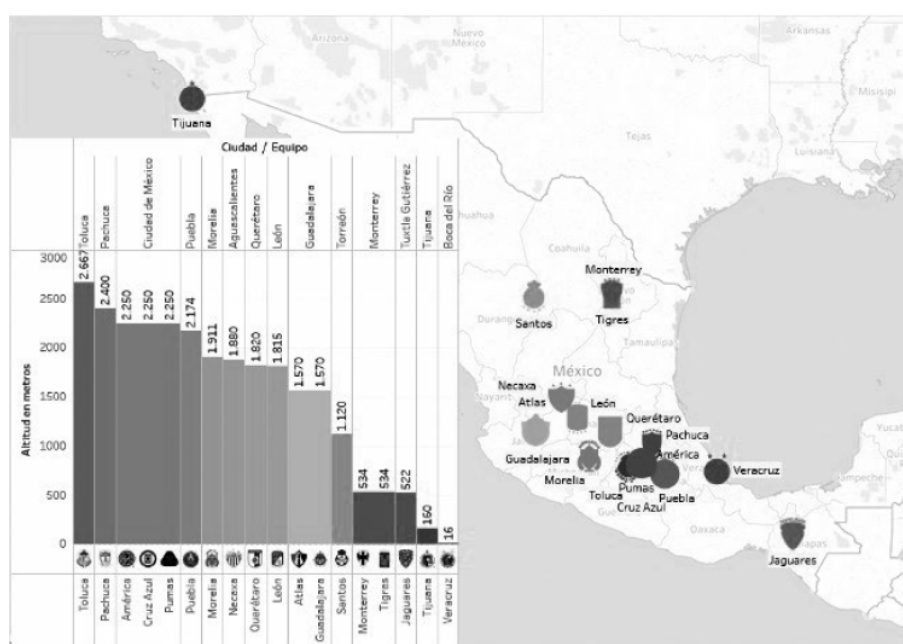 Arizona
Nuevo
México
Arkansas
Misisipi
Tijuana
Tejas
Luisiana
Ciudad / Equipo
Toluca
Pachuca
Ciudad de México
Puebla
Morelia
Aguascalientes
Querétaro
León
Guadalajara
Torreón
Monterrey
Tuxtla Gutiérrez
Tijuana
Boca del Río
Altitud en metros
3000
2500
2000
1500
1000
500
0
2.667
2.400
2.250
2.250
2.250
2.174
1.911
1.880
1.820
1.815
1.570
1.570
1.120
534
534
522
160
16
Toluca
Pachuca
América
Cruz Azul
Pumas
Puebla
Morelia
Necaxa
Querétaro
León
Atlas
Guadalajara
Santos
Monterrey
Tigres
Jaguares
Tijuana
Veracruz
Coahuila
Monterrey
Santos
Tigres
Tamaulipas
México
Necaxa
Atlas
León
Querétaro
Pachuca
América
Guadalajara
Morelia
Toluca
Pumas
Cruz Azul
Puebla
Veracruz
Oaxaca
Jaguares